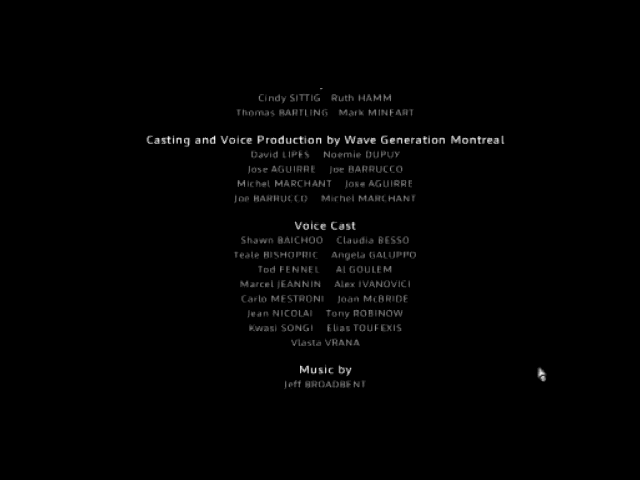 Cindy SITTIG Ruth HAMM
Thomas BARTLING Mark MINEART
Casting and Voice Production by Wave Generation Montreal
David LIPES Noemie DUPUY
Jose AGUIRRE Joe BARRUCCO
Michel MARCHANT Jose AGUIRRE
Joe BARRUCCO Michel MARCHANT
Voice Cast
Shawn BAICHOO Claudia BESSO
Teale BISHOPRIC Angela GALUPPO
Tod FENNEL Al GOULEM
Marcel JEANNIN Alex IVANOVICI
Carlo MESTRONI Joan McBRIDE
Jean NICOLAI Tony ROBINOW
Kwasi SONGI Elias TOUFEXIS
Vlasta VRANA
Music by
Jeff BROADBENT